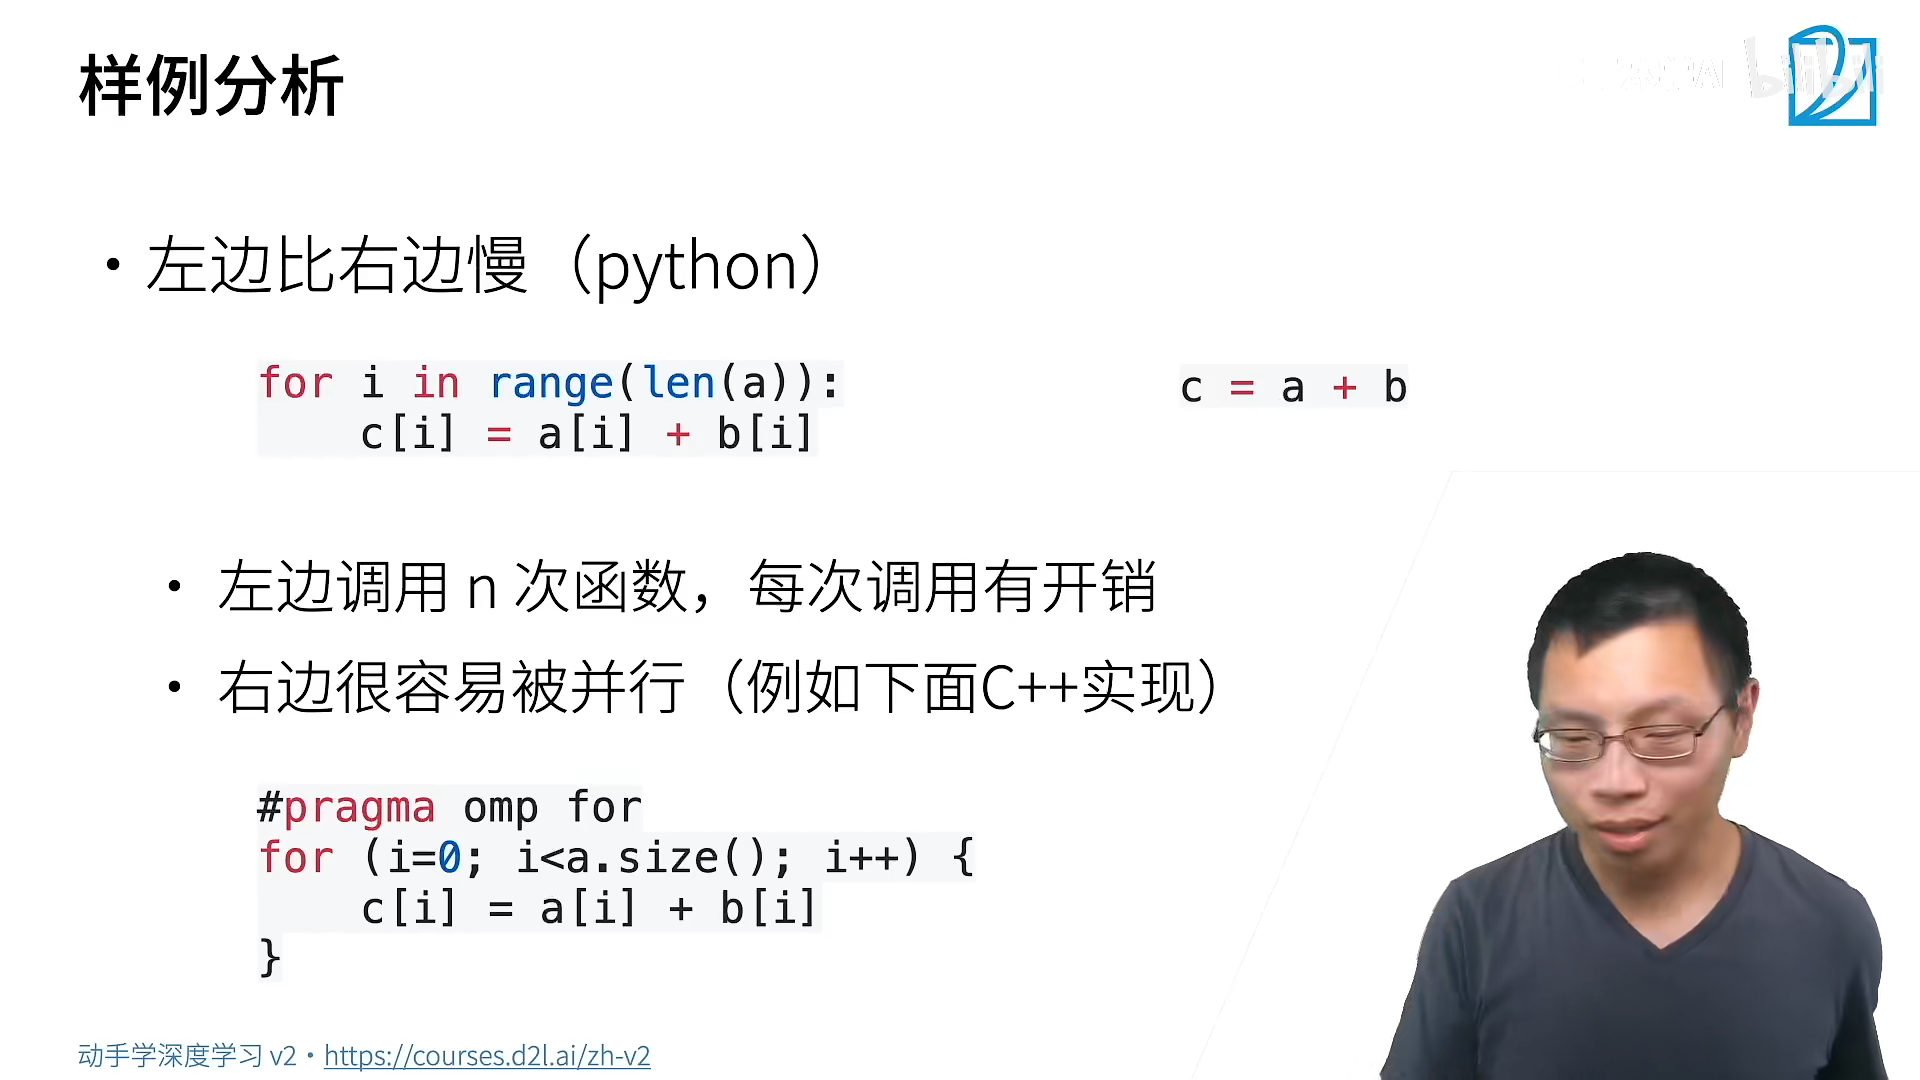 样例分析
bilibili
• 左边比右边慢（python）
for i in range(len(a)):
    c[i] = a[i] + b[i]
c = a + b
• 左边调用 n 次函数，每次调用有开销
• 右边很容易被并行（例如下面C++实现）
#pragma omp for
for (i=0; i<a.size(); i++) {
    c[i] = a[i] + b[i]
}
动手学深度学习 v2 • https://courses.d2l.ai/zh-v2